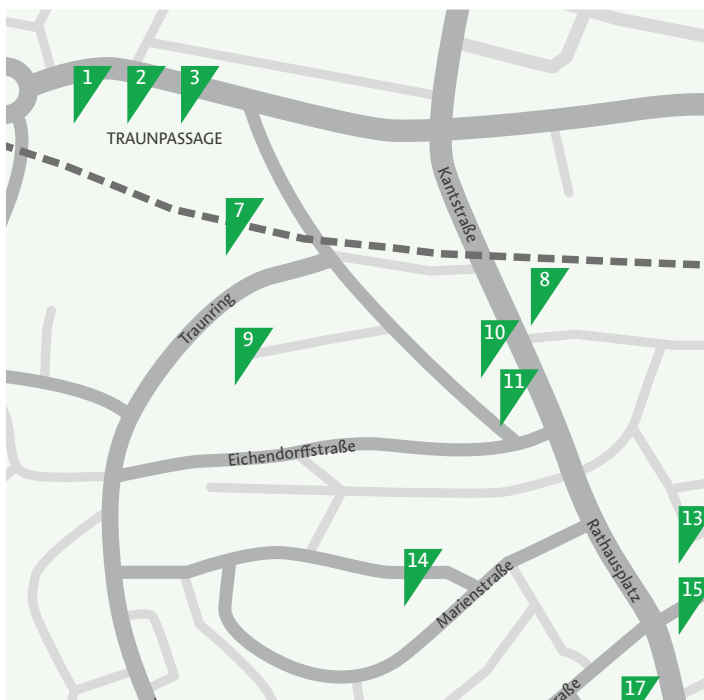 1
2
3
TRAUNPASSAGE
Kantstraße
7
8
Traunring
10
9
11
Eichendorffstraße
13
14
Rathausplatz
Marienstraße
15
17